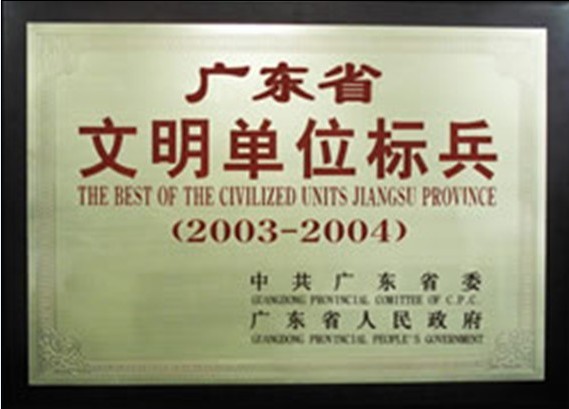 广东省
文明单位标兵
THE BEST OF THE CIVILIZED UNITS JIANGSU PROVINCE
(2003-2004)
中共广东省委
GUANGDONG PROVINCIAL COMITTEE OF C.P.C.
广东省人民政府
GUANGDONG PROVINCIAL PEOPLE'S GOVERNMENT